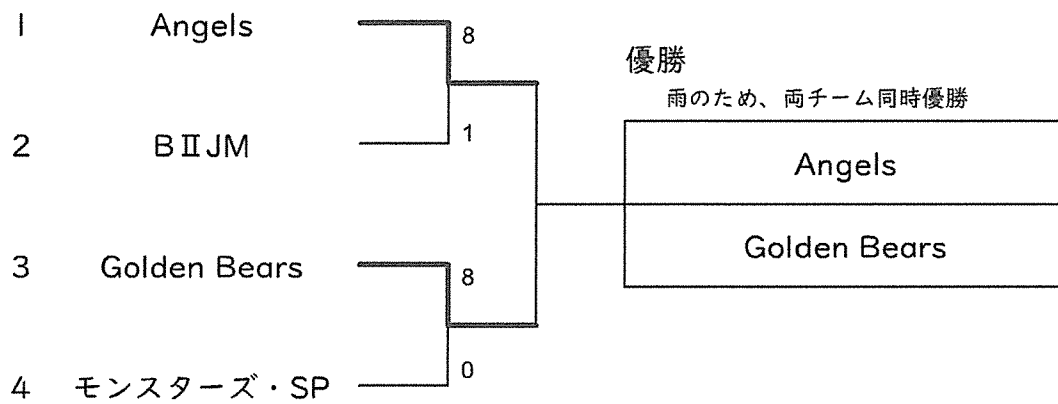 1 Angels
8
優勝
雨のため、両チーム同時優勝
1
2 BⅡJM
Angels
3 Golden Bears
8
Golden Bears
0
4 モンスターズ・SP